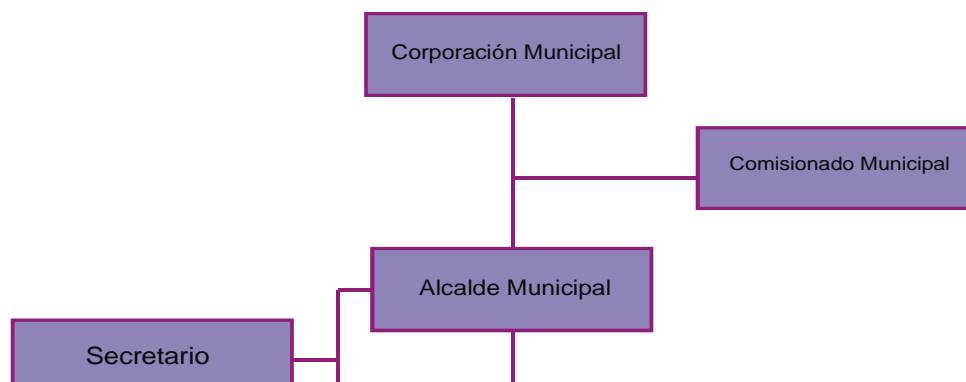 Corporación Municipal
Comisionado Municipal
Alcalde Municipal
Secretario